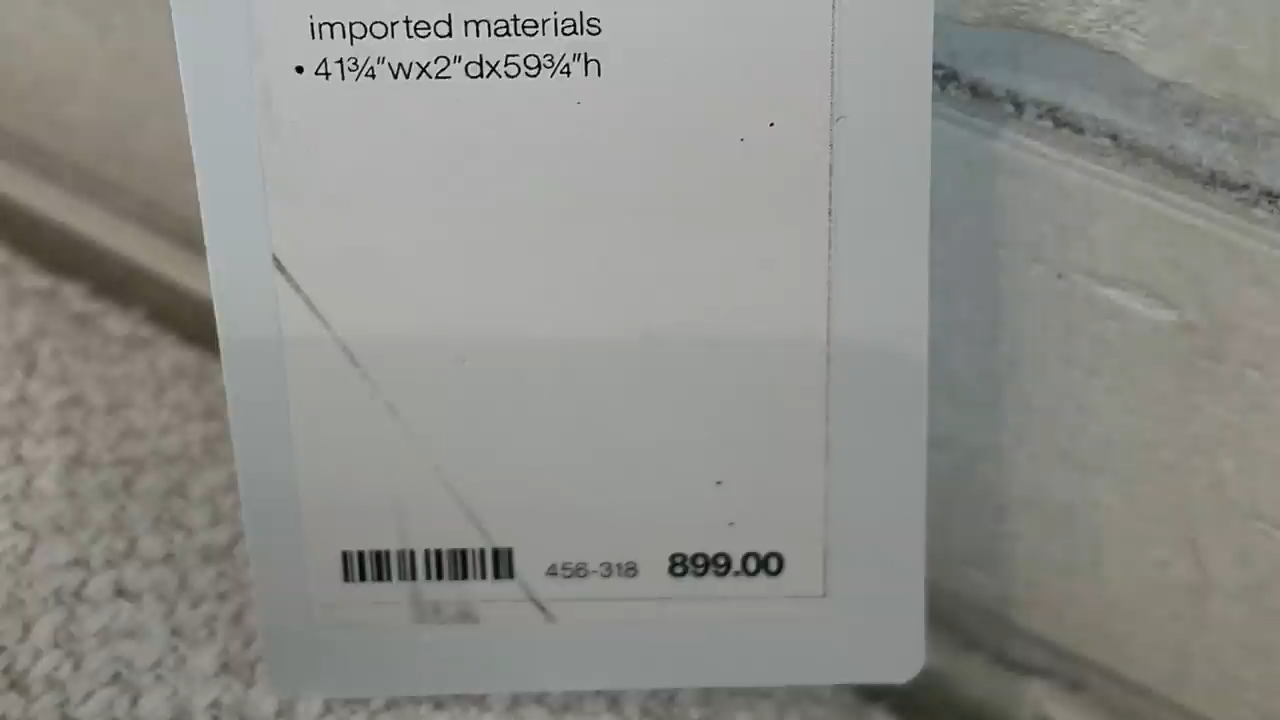 imported materials
• 41¾"wx2"dx59¾"h
456-318 899.00